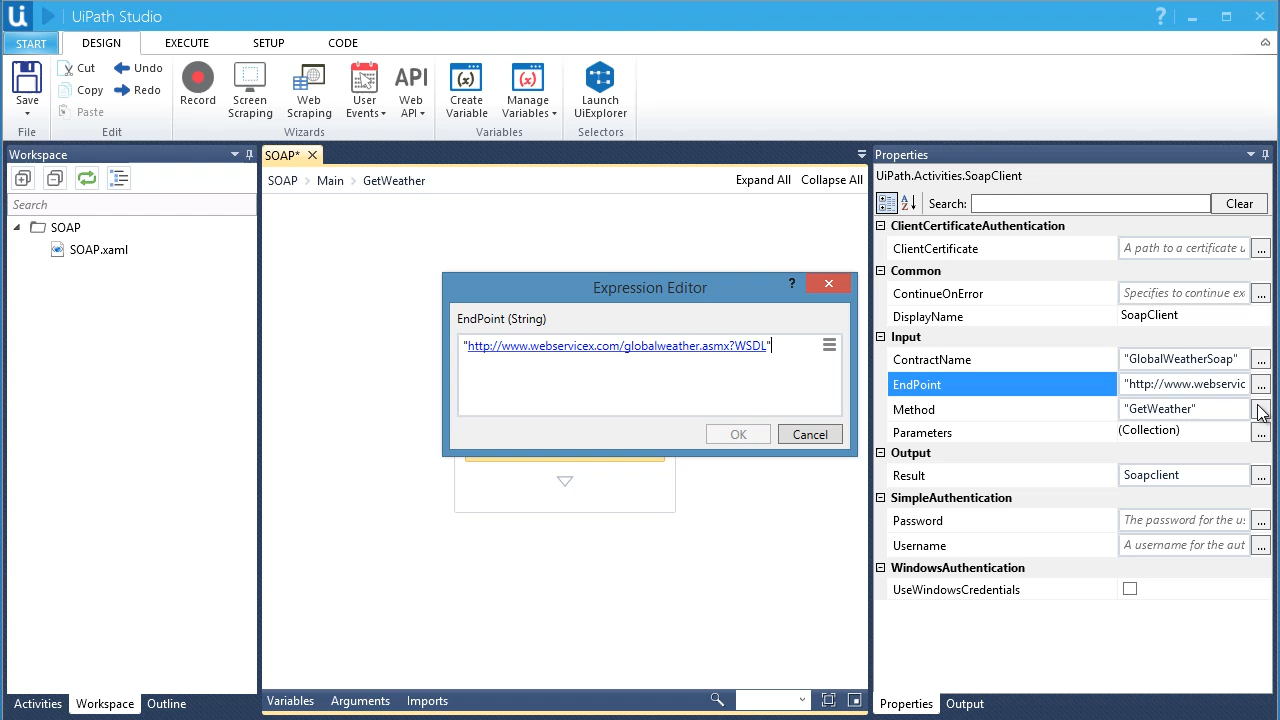 Ui
UiPath Studio
?
START
DESIGN
EXECUTE
SETUP
CODE
Save
File
Cut
Copy
Paste
Undo
Redo
Edit
Record
Screen
Scraping
Web
Scraping
User
Events
API
Web
API
Wizards
(x)
Create
Variable
(x)
Manage
Variables
Variables
Launch
UiExplorer
Selectors
Workspace
Search
SOAP
SOAP.xaml
Activities
Workspace
Outline
SOAP*
SOAP > Main > GetWeather
Expand All
Collapse All
Expression Editor
?
EndPoint (String)
"http://www.webservicex.com/globalweather.asmx?WSDL"
OK
Cancel
Variables
Arguments
Imports
Properties
UiPath.Activities.SoapClient
A
Z
Search:
Clear
ClientCertificateAuthentication
ClientCertificate
A path to a certificate u
...
Common
ContinueOnError
Specifies to continue exe
...
DisplayName
SoapClient
Input
ContractName
"GlobalWeatherSoap"
...
EndPoint
"http://www.webservic
...
Method
"GetWeather"
Parameters
(Collection)
...
Output
Result
Soapclient
...
SimpleAuthentication
Password
The password for the us
...
Username
A username for the aut
...
WindowsAuthentication
UseWindowsCredentials
Properties
Output